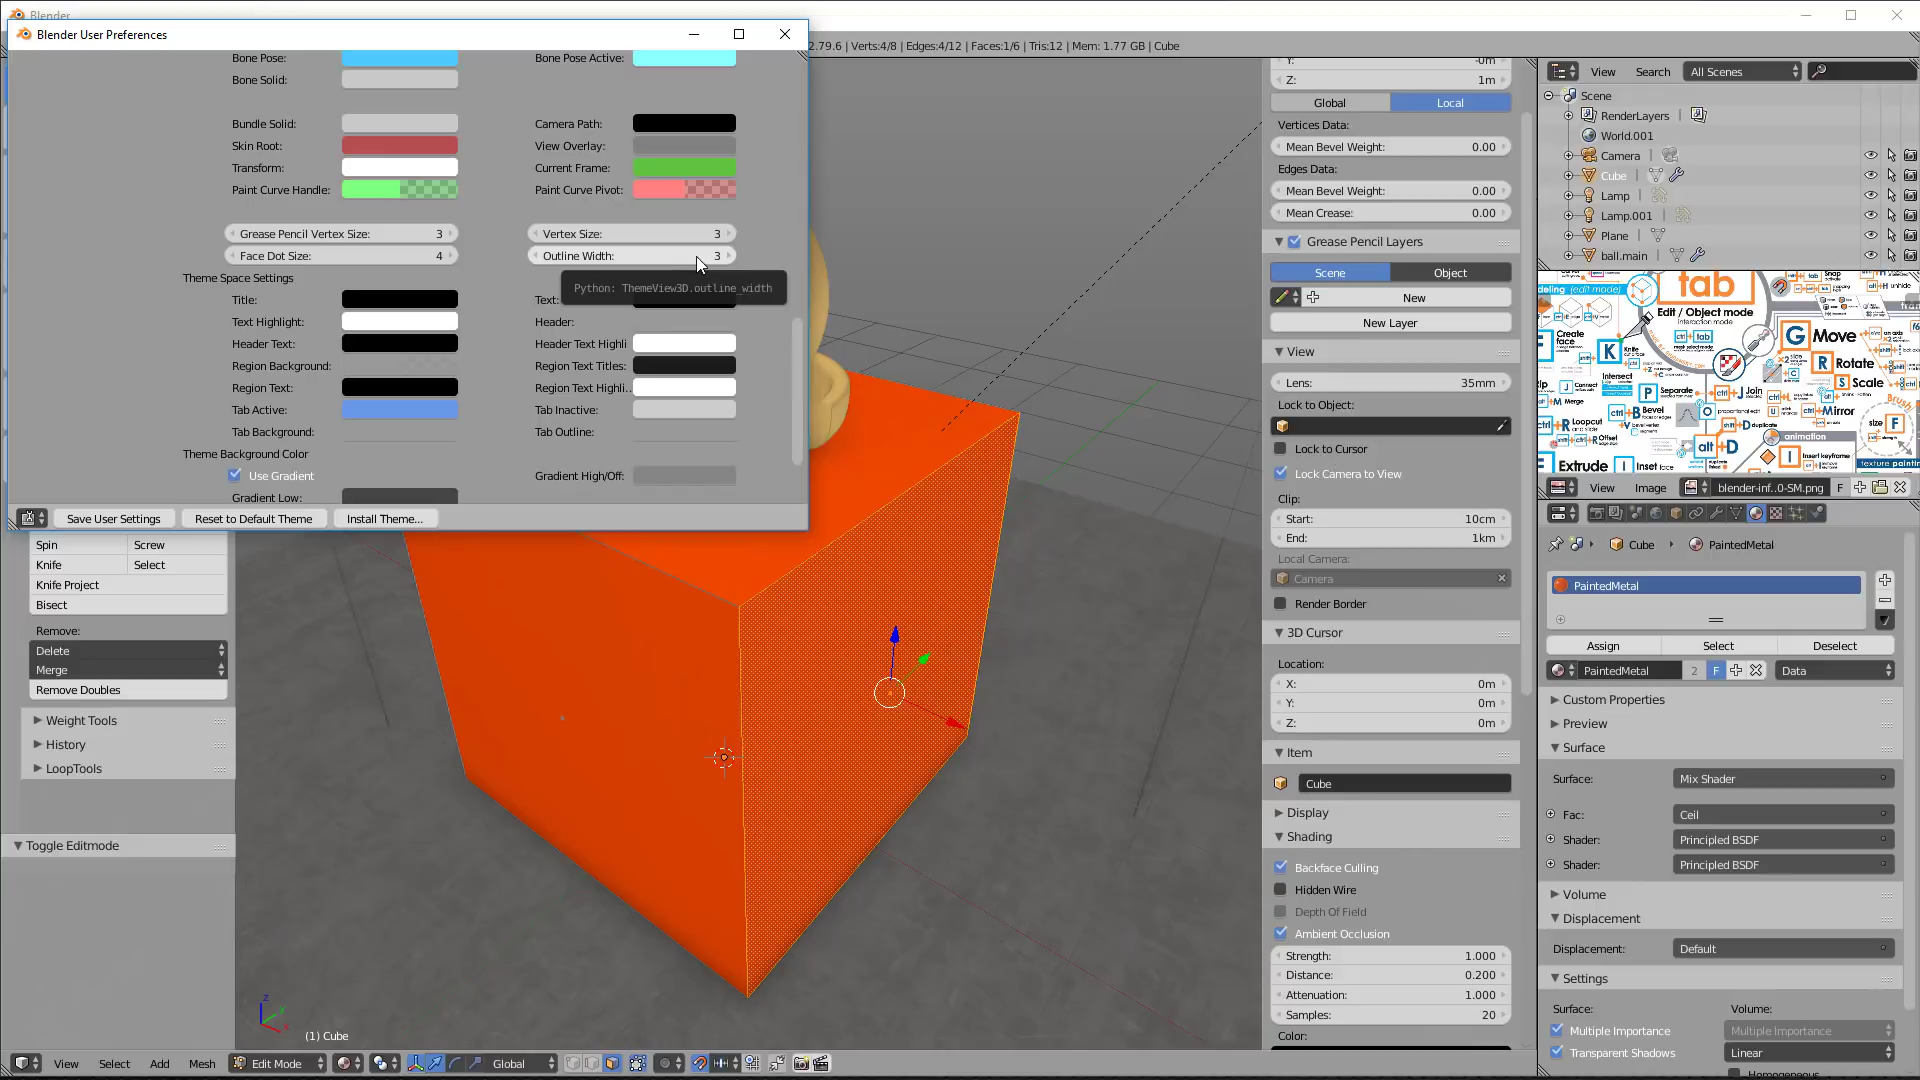 Blender
Blender User Preferences
2.79.6 | Verts:4/8 | Edges:4/12 | Faces:1/6 | Tris:12 | Mem: 1.77 GB | Cube
Bone Pose:
Bone Pose Active:
Bone Solid:
Bundle Solid:
Camera Path:
Skin Root:
View Overlay:
Transform:
Current Frame:
Paint Curve Handle:
Paint Curve Pivot:
Grease Pencil Vertex Size: 3
Vertex Size: 3
Face Dot Size: 4
Outline Width: 3
Python: ThemeView3D.outline_width
Theme Space Settings
Title:
Text:
Text Highlight:
Header:
Header Text:
Header Text Highli
Region Background:
Region Text Titles:
Region Text:
Region Text Highli..
Tab Active:
Tab Inactive:
Tab Background:
Tab Outline:
Theme Background Color
Use Gradient
Gradient High/Off:
Gradient Low:
Save User Settings
Reset to Default Theme
Install Theme...
Spin
Screw
Knife
Select
Knife Project
Bisect
Remove:
Delete
Merge
Remove Doubles
Weight Tools
History
LoopTools
Toggle Editmode
z
y
x
(1) Cube
View
Select
Add
Mesh
Edit Mode
Global
Y: -0m
Z: 1m
Global
Local
Vertices Data:
Mean Bevel Weight: 0.00
Edges Data:
Mean Bevel Weight: 0.00
Mean Crease: 0.00
Grease Pencil Layers
Scene
Object
New
New Layer
View
Lens: 35mm
Lock to Object:
Lock to Cursor
Lock Camera to View
Clip:
Start: 10cm
End: 1km
Local Camera:
Camera
Render Border
3D Cursor
Location:
X: 0m
Y: 0m
Z: 0m
Item
Cube
Display
Shading
Backface Culling
Hidden Wire
Depth Of Field
Ambient Occlusion
Strength: 1.000
Distance: 0.200
Attenuation: 1.000
Samples: 20
Color:
View
Search
All Scenes
Scene
RenderLayers
World.001
Camera
Cube
Lamp
Lamp.001
Plane
ball.main
deling (edit mode)
tab
Edit / Object mode
interaction mode
ctrl + tab
Create face
K
Knife
G Move
R Rotate
S Scale
Intersect
J Connect
P Separate
ctrl + J Join
M Merge
ctrl + B Bevel
O
ctrl + M Mirror
ctrl + R Loopcut
shift + D duplicate
alt + D
Brush
F
animation
I Insert keyframe
Extrude
I Inset face
texture painting
View
Image
blender-inf..0-SM.png
F
Cube
PaintedMetal
PaintedMetal
Assign
Select
Deselect
PaintedMetal
2
F
Data
Custom Properties
Preview
Surface
Surface: Mix Shader
Fac: Ceil
Shader: Principled BSDF
Shader: Principled BSDF
Volume
Displacement
Displacement: Default
Settings
Surface:
Volume:
Multiple Importance
Multiple Importance
Transparent Shadows
Linear
Homogeneous